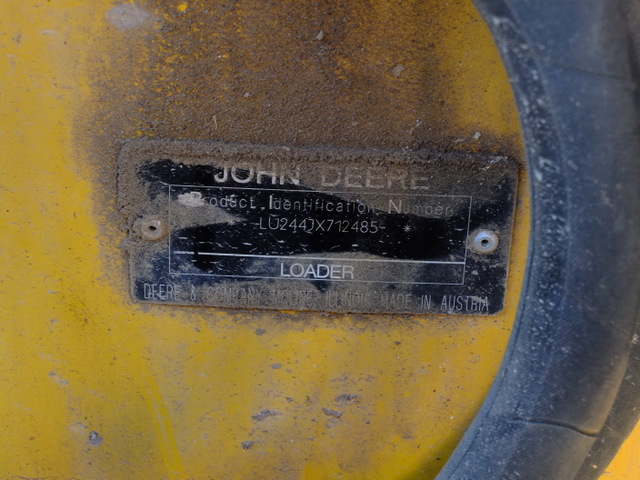 JOHN DEERE
Product Identification Number
LU244JX712485 *
LOADER
DEERE & COMPANY MOLINE, ILLINOIS MADE IN AUSTRIA